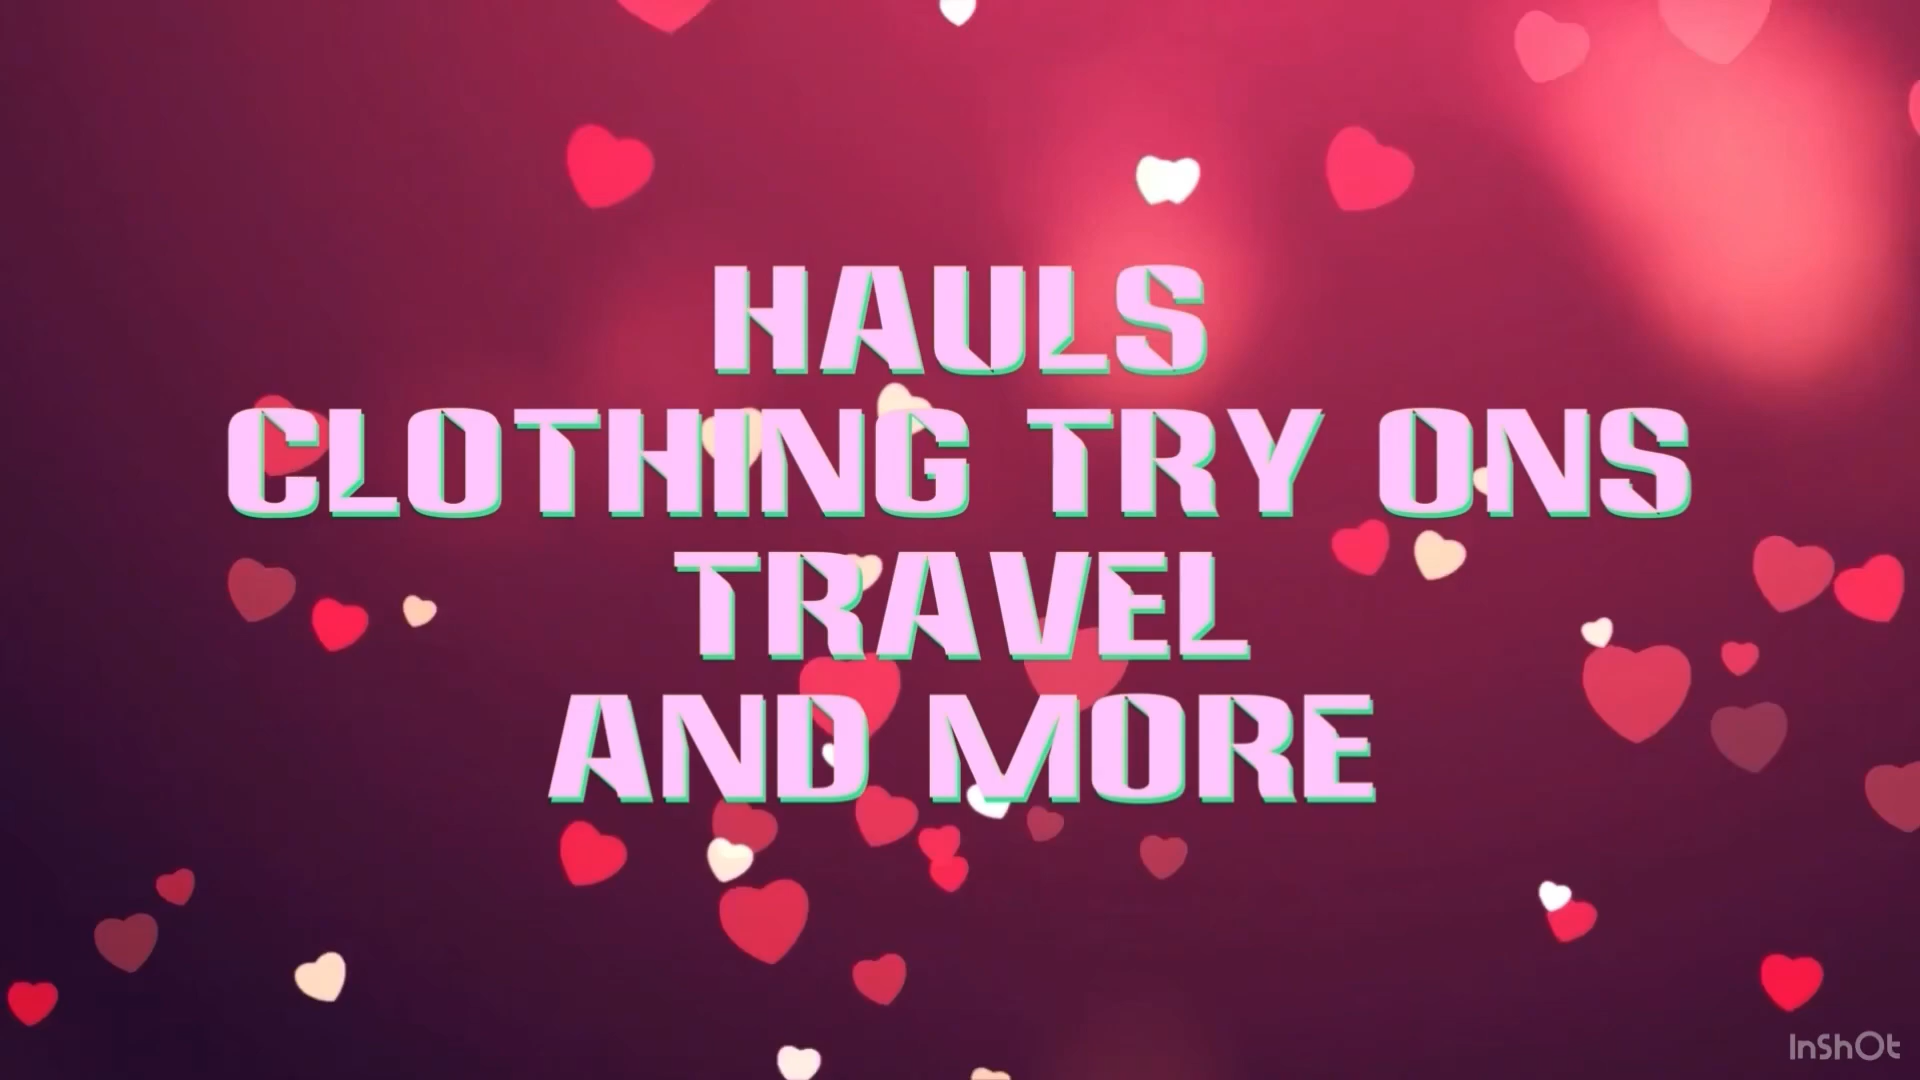 HAULS
CLOTHING TRY ONS
TRAVEL
AND MORE
InShOt